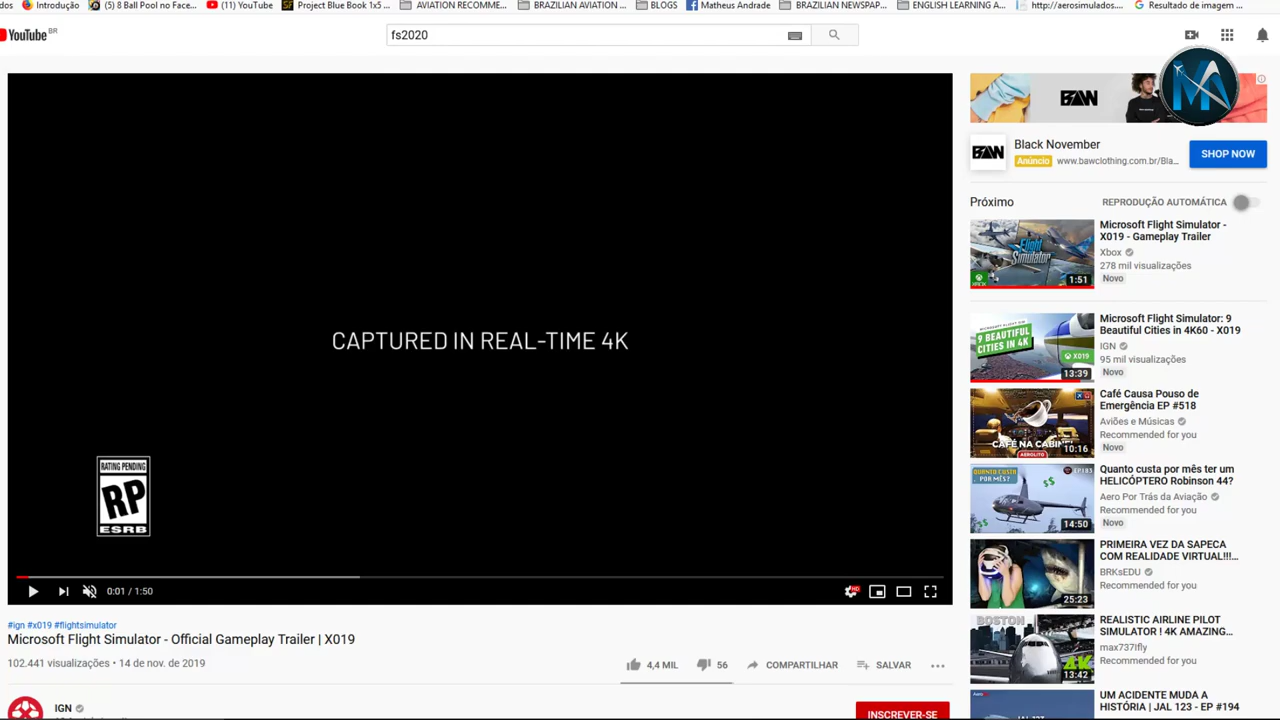 dos
Introdução
(5) 8 Ball Pool no Face...
(11) YouTube
Project Blue Book 1x5 ...
AVIATION RECOMME...
BRAZILIAN AVIATION ...
BLOGS
Matheus Andrade
BRAZILIAN NEWSPAP...
ENGLISH LEARNING A...
http://aerosimulados....
Resultado de imagem ...
YouTube BR
fs2020
BAW
CAPTURED IN REAL-TIME 4K
RATING PENDING
RP
ESRB
0:01 / 1:50
HD
#ign #x019 #flightsimulator
Microsoft Flight Simulator - Official Gameplay Trailer | X019
102.441 visualizações • 14 de nov. de 2019
4,4 MIL
56
COMPARTILHAR
SALVAR
IGN
INSCREVER-SE
BAW
Black November
Anúncio
www.bawclothing.com.br/Bla...
SHOP NOW
Próximo
REPRODUÇÃO AUTOMÁTICA
Flight
Simulator
1:51
Microsoft Flight Simulator -
X019 - Gameplay Trailer
Xbox
278 mil visualizações
Novo
9 BEAUTIFUL
CITIES IN 4K
X019
13:39
Microsoft Flight Simulator: 9
Beautiful Cities in 4K60 - X019
IGN
95 mil visualizações
Novo
CAFÉ NA CABINE
AEROLITO
10:16
Café Causa Pouso de
Emergência EP #518
Aviões e Músicas
Recommended for you
Novo
QUANTO CUSTA
POR MÊS?
EP183
14:50
Quanto custa por mês ter um
HELICÓPTERO Robinson 44?
Aero Por Trás da Aviação
Recommended for you
Novo
25:23
PRIMEIRA VEZ DA SAPECA
COM REALIDADE VIRTUAL!!!...
BRKsEDU
Recommended for you
BOSTON
4K
13:42
REALISTIC AIRLINE PILOT
SIMULATOR ! 4K AMAZING...
max737lfly
Recommended for you
UM ACIDENTE MUDA A
HISTÓRIA | JAL 123 - EP #194